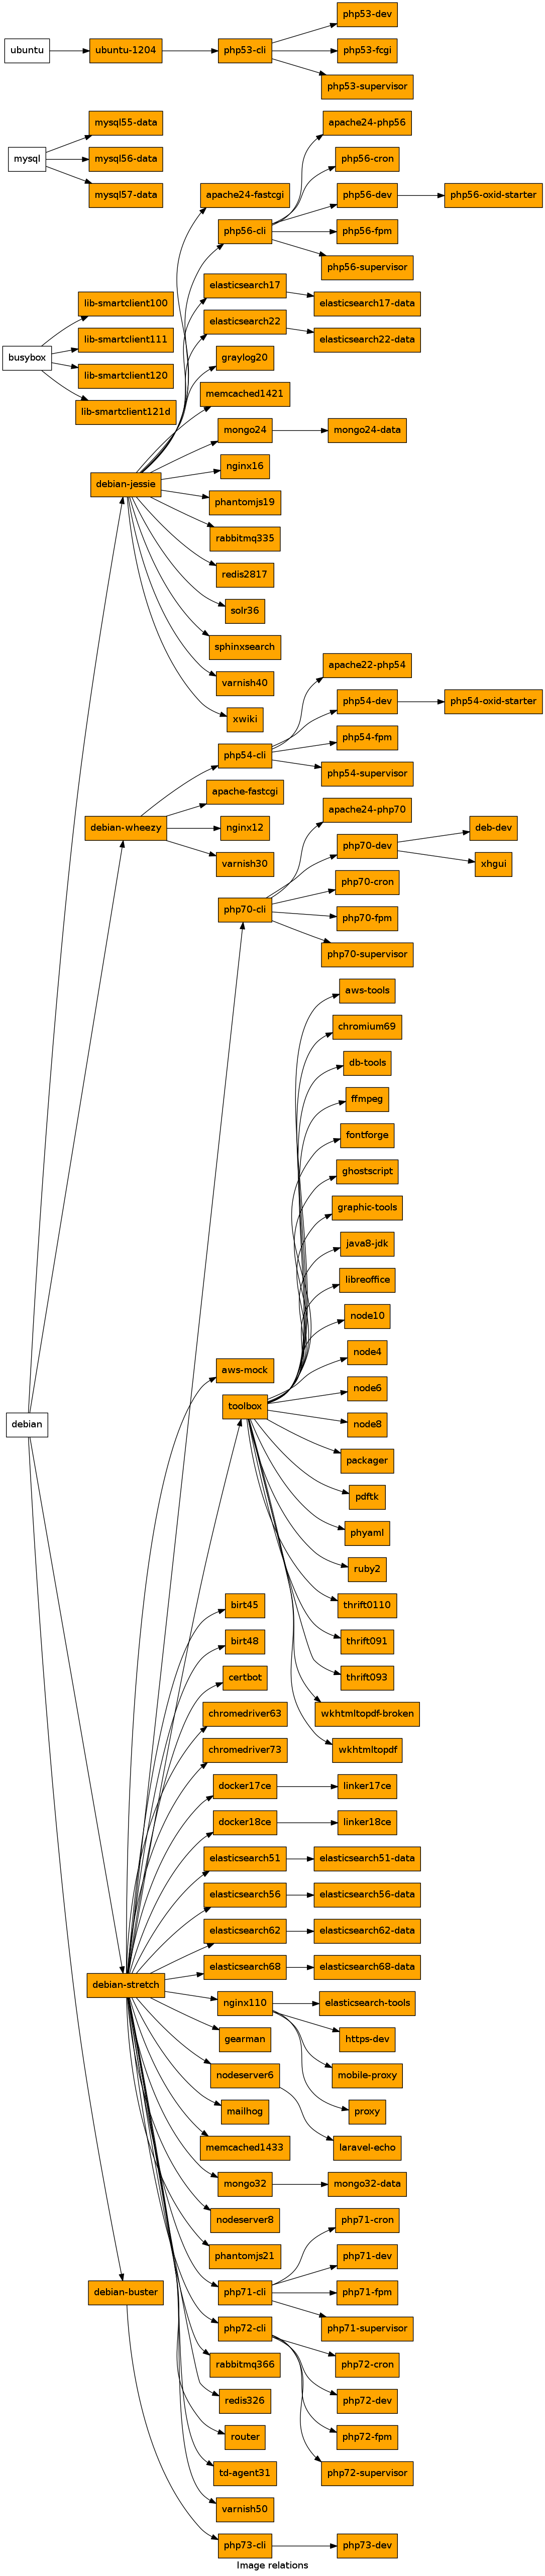 php53-dev
ubuntu
ubuntu-1204
php53-cli
php53-fcgi
php53-supervisor
mysql55-data
apache24-php56
mysql
mysql56-data
php56-cron
mysql57-data
apache24-fastcgi
php56-dev
php56-oxid-starter
php56-cli
php56-fpm
php56-supervisor
elasticsearch17
lib-smartclient100
elasticsearch17-data
elasticsearch22
lib-smartclient111
elasticsearch22-data
busybox
graylog20
lib-smartclient120
memcached1421
lib-smartclient121d
mongo24
mongo24-data
nginx16
debian-jessie
phantomjs19
rabbitmq335
redis2817
solr36
sphinxsearch
apache22-php54
varnish40
php54-dev
php54-oxid-starter
xwiki
php54-fpm
php54-cli
php54-supervisor
apache-fastcgi
apache24-php70
debian-wheezy
nginx12
deb-dev
php70-dev
varnish30
xhgui
php70-cron
php70-cli
php70-fpm
php70-supervisor
aws-tools
chromium69
db-tools
ffmpeg
fontforge
ghostscript
graphic-tools
java8-jdk
libreoffice
node10
node4
aws-mock
node6
toolbox
debian
node8
packager
pdftk
phyaml
ruby2
birt45
thrift0110
birt48
thrift091
certbot
thrift093
chromedriver63
wkhtmltopdf-broken
chromedriver73
wkhtmltopdf
docker17ce
linker17ce
docker18ce
linker18ce
elasticsearch51
elasticsearch51-data
elasticsearch56
elasticsearch56-data
elasticsearch62
elasticsearch62-data
elasticsearch68
elasticsearch68-data
debian-stretch
nginx110
elasticsearch-tools
gearman
https-dev
nodeserver6
mobile-proxy
mailhog
proxy
memcached1433
laravel-echo
mongo32
mongo32-data
nodeserver8
php71-cron
phantomjs21
php71-dev
debian-buster
php71-cli
php71-fpm
php72-cli
php71-supervisor
rabbitmq366
php72-cron
redis326
php72-dev
router
php72-fpm
td-agent31
php72-supervisor
varnish50
php73-cli
php73-dev
Image relations